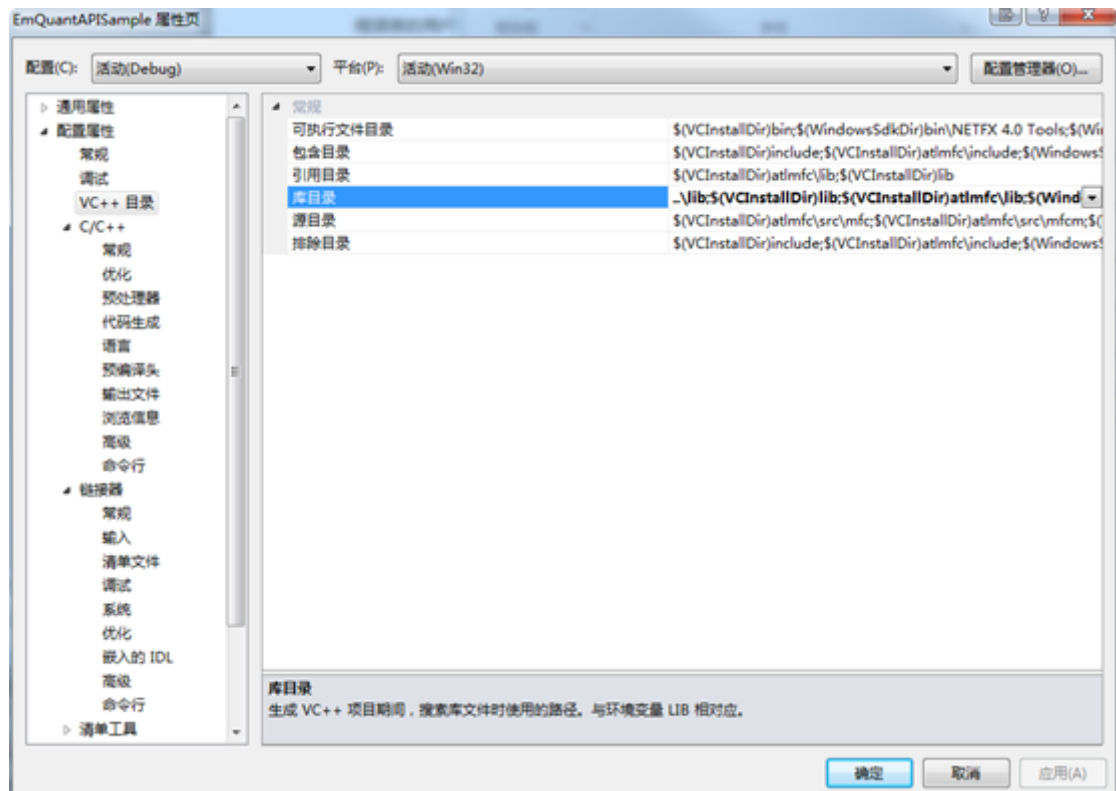 EmQuantAPISample 属性页
配置(C): 活动(Debug) 平台(P): 活动(Win32) 配置管理器(O)...
通用属性
配置属性
常规
调试
VC++ 目录
C/C++
常规
优化
预处理器
代码生成
语言
预编译头
输出文件
浏览信息
高级
命令行
链接器
常规
输入
清单文件
调试
系统
优化
嵌入的 IDL
高级
命令行
清单工具
常规
可执行文件目录 $(VCInstallDir)bin;$(WindowsSdkDir)bin\NETFX 4.0 Tools;$(Wi
包含目录 $(VCInstallDir)include;$(VCInstallDir)atlmfc\include;$(Windows
引用目录 $(VCInstallDir)atlmfc\lib;$(VCInstallDir)lib
库目录 ..\lib;$(VCInstallDir)lib;$(VCInstallDir)atlmfc\lib;$(Wind
源目录 $(VCInstallDir)atlmfc\src\mfc;$(VCInstallDir)atlmfc\src\mfcm;$(
排除目录 $(VCInstallDir)include;$(VCInstallDir)atlmfc\include;$(Windows
库目录
生成 VC++ 项目期间，搜索库文件时使用的路径。与环境变量 LIB 相对应。
确定 取消 应用(A)